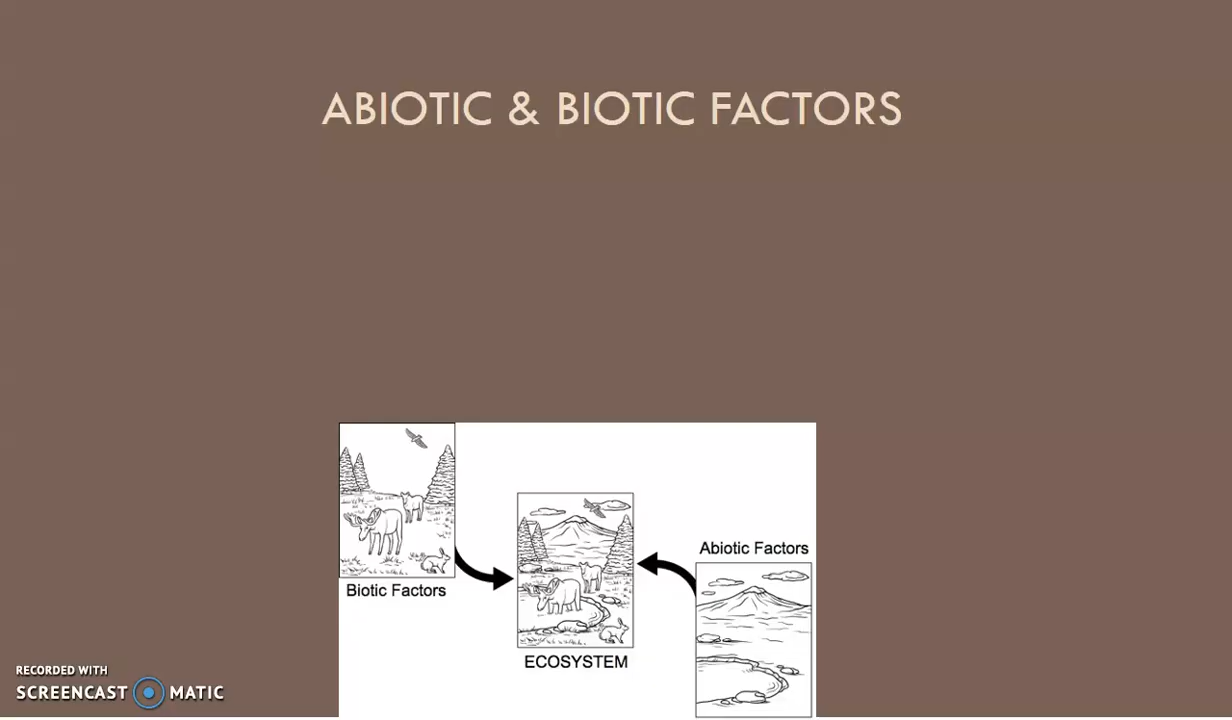 ABIOTIC & BIOTIC FACTORS
Abiotic Factors
Biotic Factors
ECOSYSTEM
RECORDED WITH
SCREENCAST MATIC